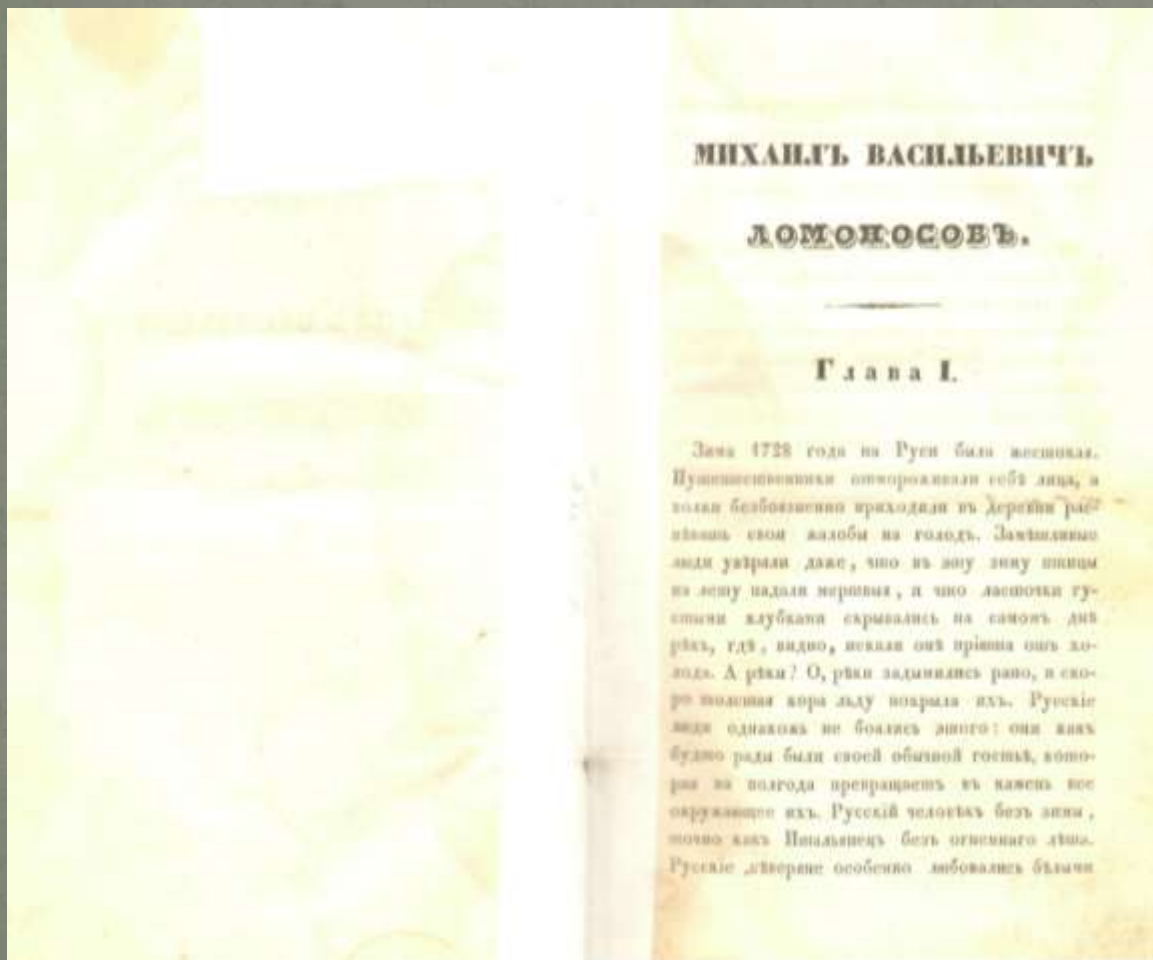 МИХАИЛЪ ВАСИЛЬЕВИЧЪ
ЛОМОНОСОВЪ.
Глава I.
Зима 1728 года на Руси была жестокая.
Путешественники отмороживали себѣ лица, а
волки безбоязненно приходили въ деревни рас-
пѣвать свои жалобы на голодъ. Замѣтливые
люди увѣряли даже, что въ эту зиму птицы
на лету падали мертвыя, и что ласточки гу-
стыми клубками скрывались на самомъ днѣ
рѣкъ, гдѣ, видно, искали онѣ пріюта отъ хо-
лода. А рѣки? О, рѣки задымились рано, и ско-
ро толстая кора льду покрыла ихъ. Русскіе
люди однакожъ не боялись этого: они какъ
будто рады были своей обычной гостьѣ, кото-
рая на полгода превращаетъ въ камень все
окружающее ихъ. Русскій человѣкъ безъ зимы,
точно какъ Итальянецъ безъ огненнаго лѣта.
Русскіе сѣверяне особенно любовались бѣлыми